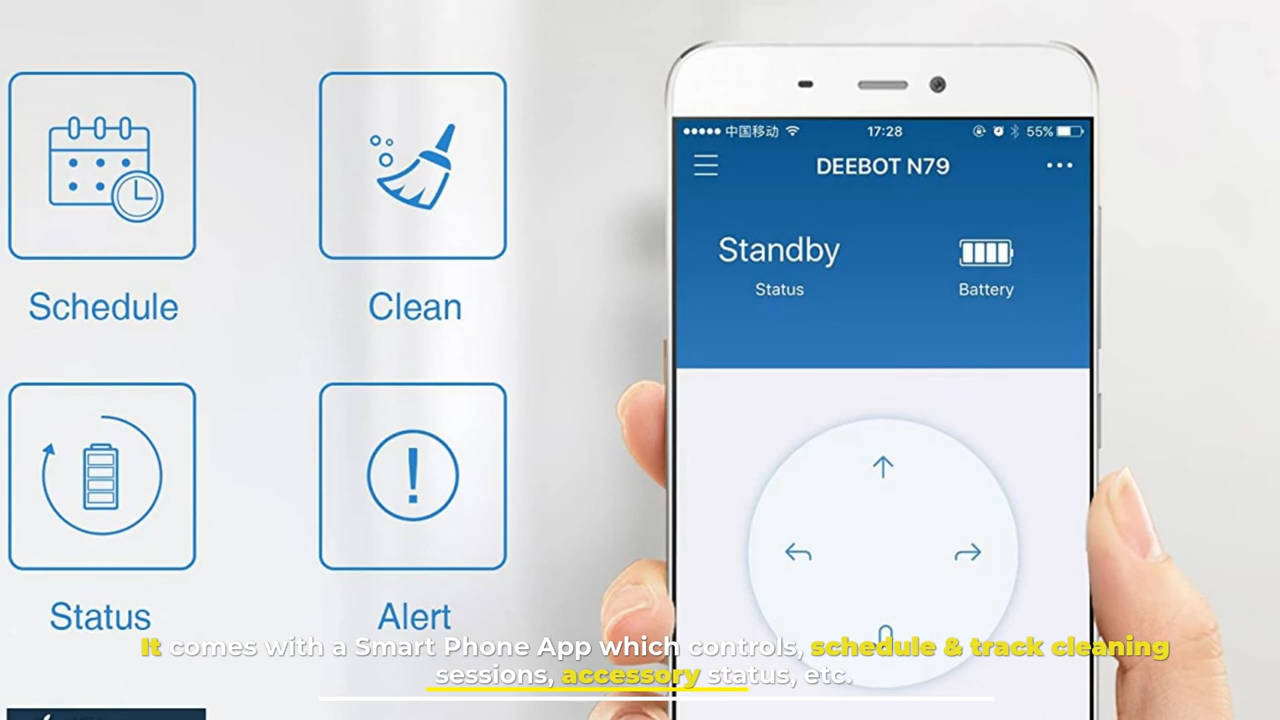 Schedule
Clean
Status
Alert
中国移动 17:28 55%
DEEBOT N79
Standby
Status
Battery
It comes with a Smart Phone App which controls, schedule & track cleaning
sessions, accessory status, etc.